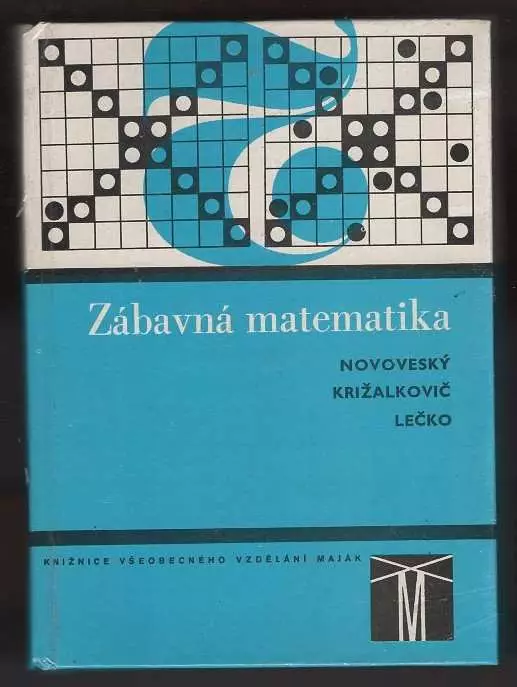 Zábavná matematika
NOVOVESKÝ
KRIŽALKOVIČ
LEČKO
KNIŽNICE VŠEOBECNÉHO VZDĚLÁNÍ MAJÁK
M